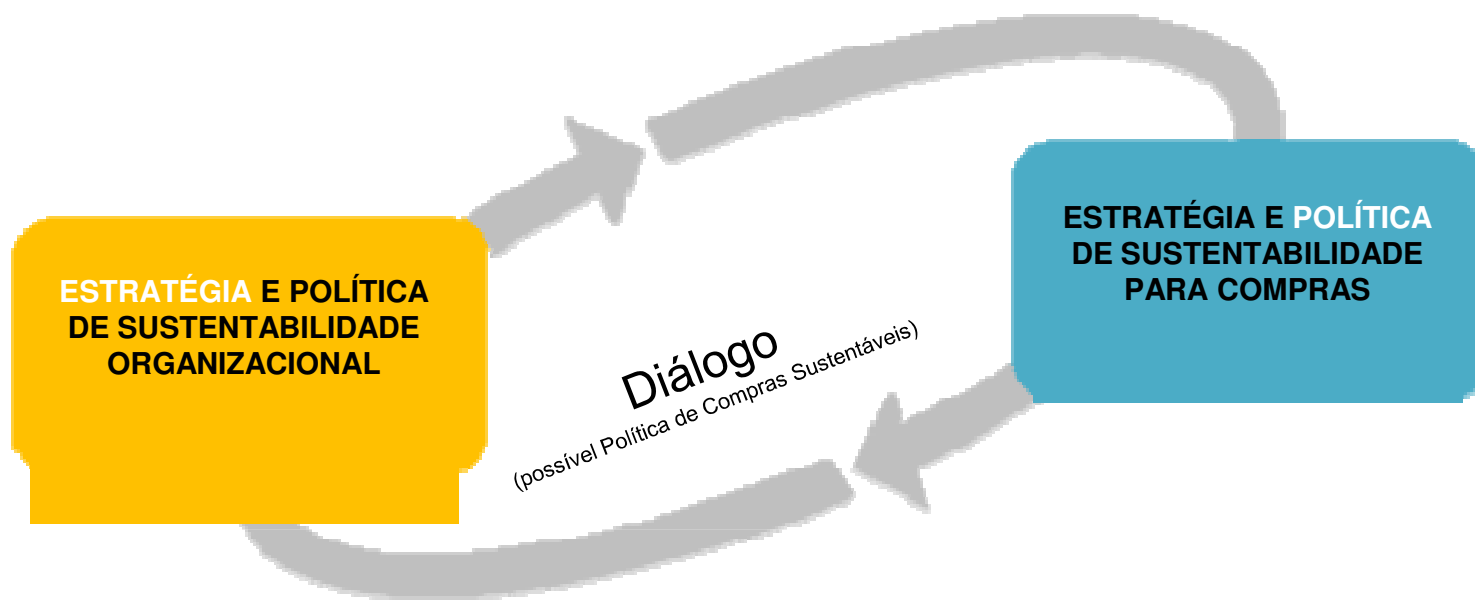 ESTRATÉGIA E POLÍTICA
DE SUSTENTABILIDADE
ORGANIZACIONAL
Diálogo
(possível Política de Compras Sustentáveis)
ESTRATÉGIA E POLÍTICA
DE SUSTENTABILIDADE
PARA COMPRAS